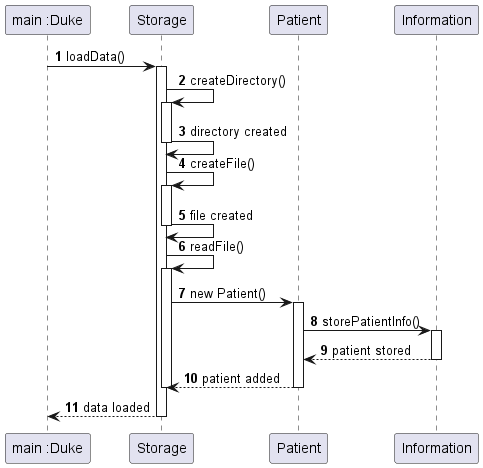 main :Duke Storage Patient Information
1 loadData()
2 createDirectory()
3 directory created
4 createFile()
5 file created
6 readFile()
7 new Patient()
8 storePatientInfo()
9 patient stored
10 patient added
11 data loaded
main :Duke Storage Patient Information